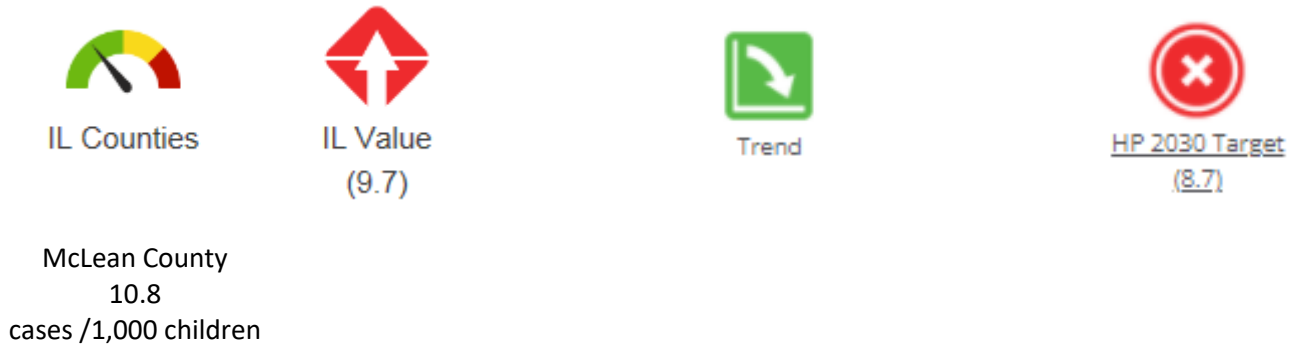 IL Counties
IL Value
(9.7)
Trend
HP 2030 Target
(8.7)
McLean County
10.8
cases /1,000 children